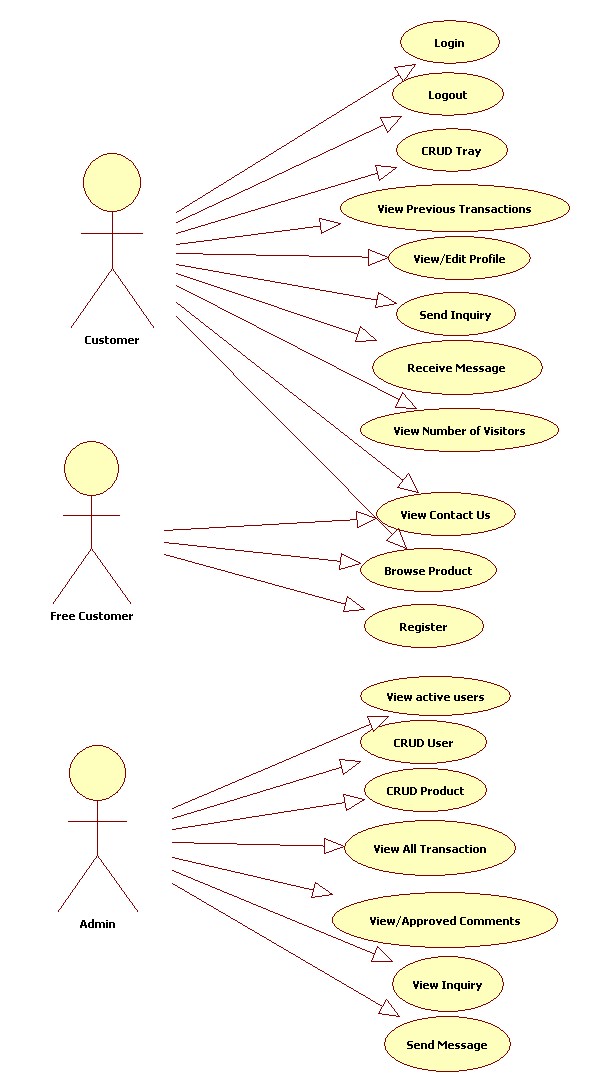 Login
Logout
CRUD Tray
View Previous Transactions
View/Edit Profile
Send Inquiry
Customer
Receive Message
View Number of Visitors
View Contact Us
Browse Product
Free Customer
Register
View active users
CRUD User
CRUD Product
View All Transaction
View/Approved Comments
Admin
View Inquiry
Send Message